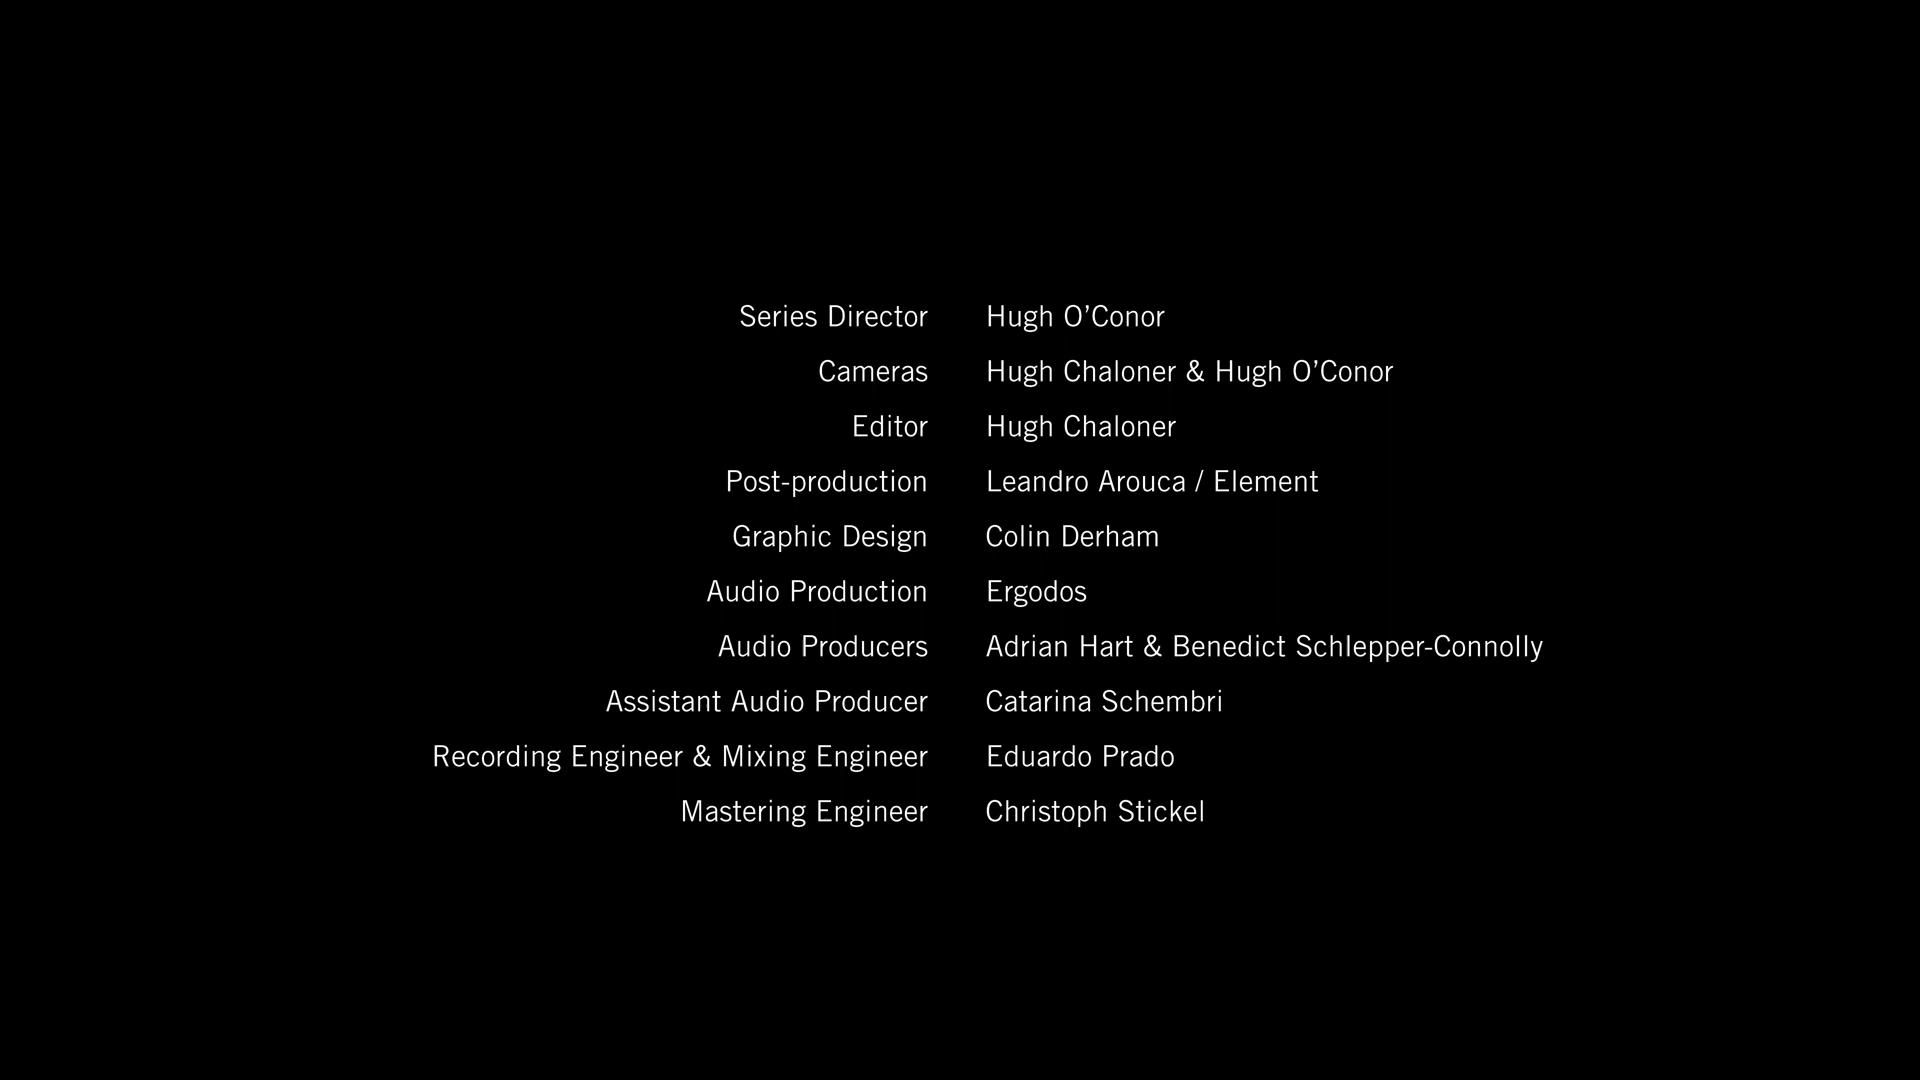 Series Director Hugh O’Conor
Cameras Hugh Chaloner & Hugh O’Conor
Editor Hugh Chaloner
Post-production Leandro Arouca / Element
Graphic Design Colin Derham
Audio Production Ergodos
Audio Producers Adrian Hart & Benedict Schlepper-Connolly
Assistant Audio Producer Catarina Schembri
Recording Engineer & Mixing Engineer Eduardo Prado
Mastering Engineer Christoph Stickel